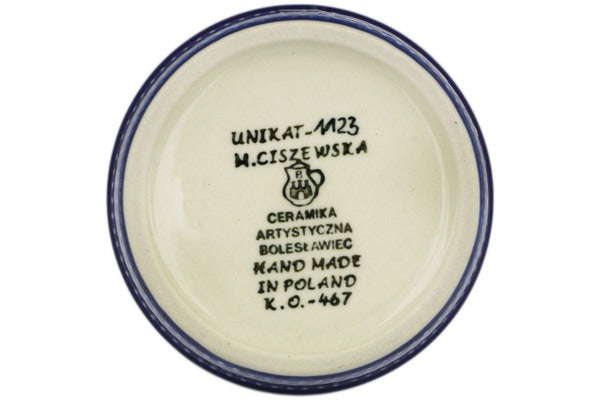 UNIKAT-1123
M.CISZEWSKA
B
CERAMIKA
ARTYSTYCZNA
BOLESŁAWIEC
HAND MADE
IN POLAND
K.O.-467